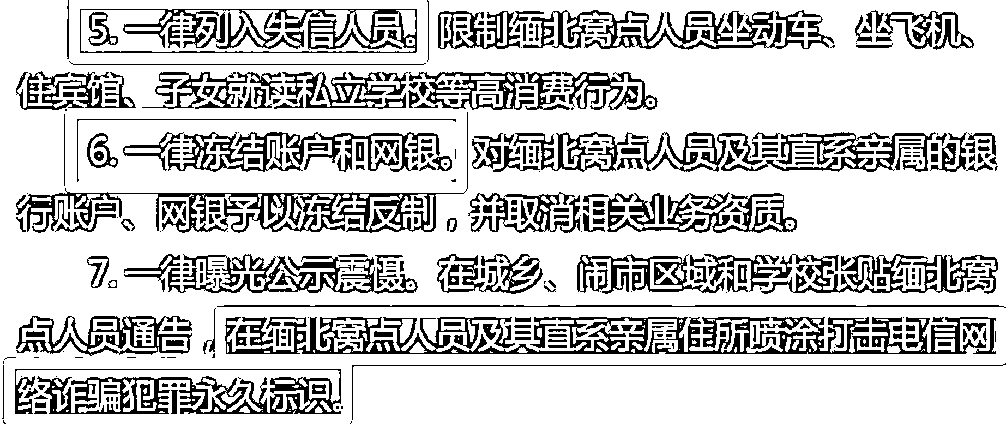 5.一律列入失信人员。限制缅北窝点人员坐动车、坐飞机、
住宾馆、子女就读私立学校等高消费行为。
6.一律冻结账户和网银。对缅北窝点人员及其直系亲属的银
行账户、网银予以冻结反制，并取消相关业务资质。
7.一律曝光公示震慑。在城乡、闹市区域和学校张贴缅北窝
点人员通告，在缅北窝点人员及其直系亲属住所喷涂打击电信网
络诈骗犯罪永久标识。